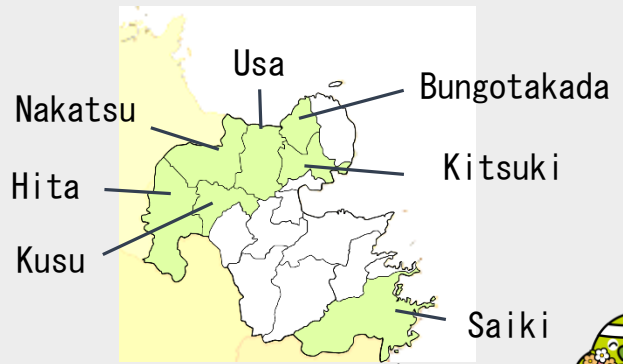 Usa
Bungotakada
Nakatsu
Kitsuki
Hita
Kusu
Saiki